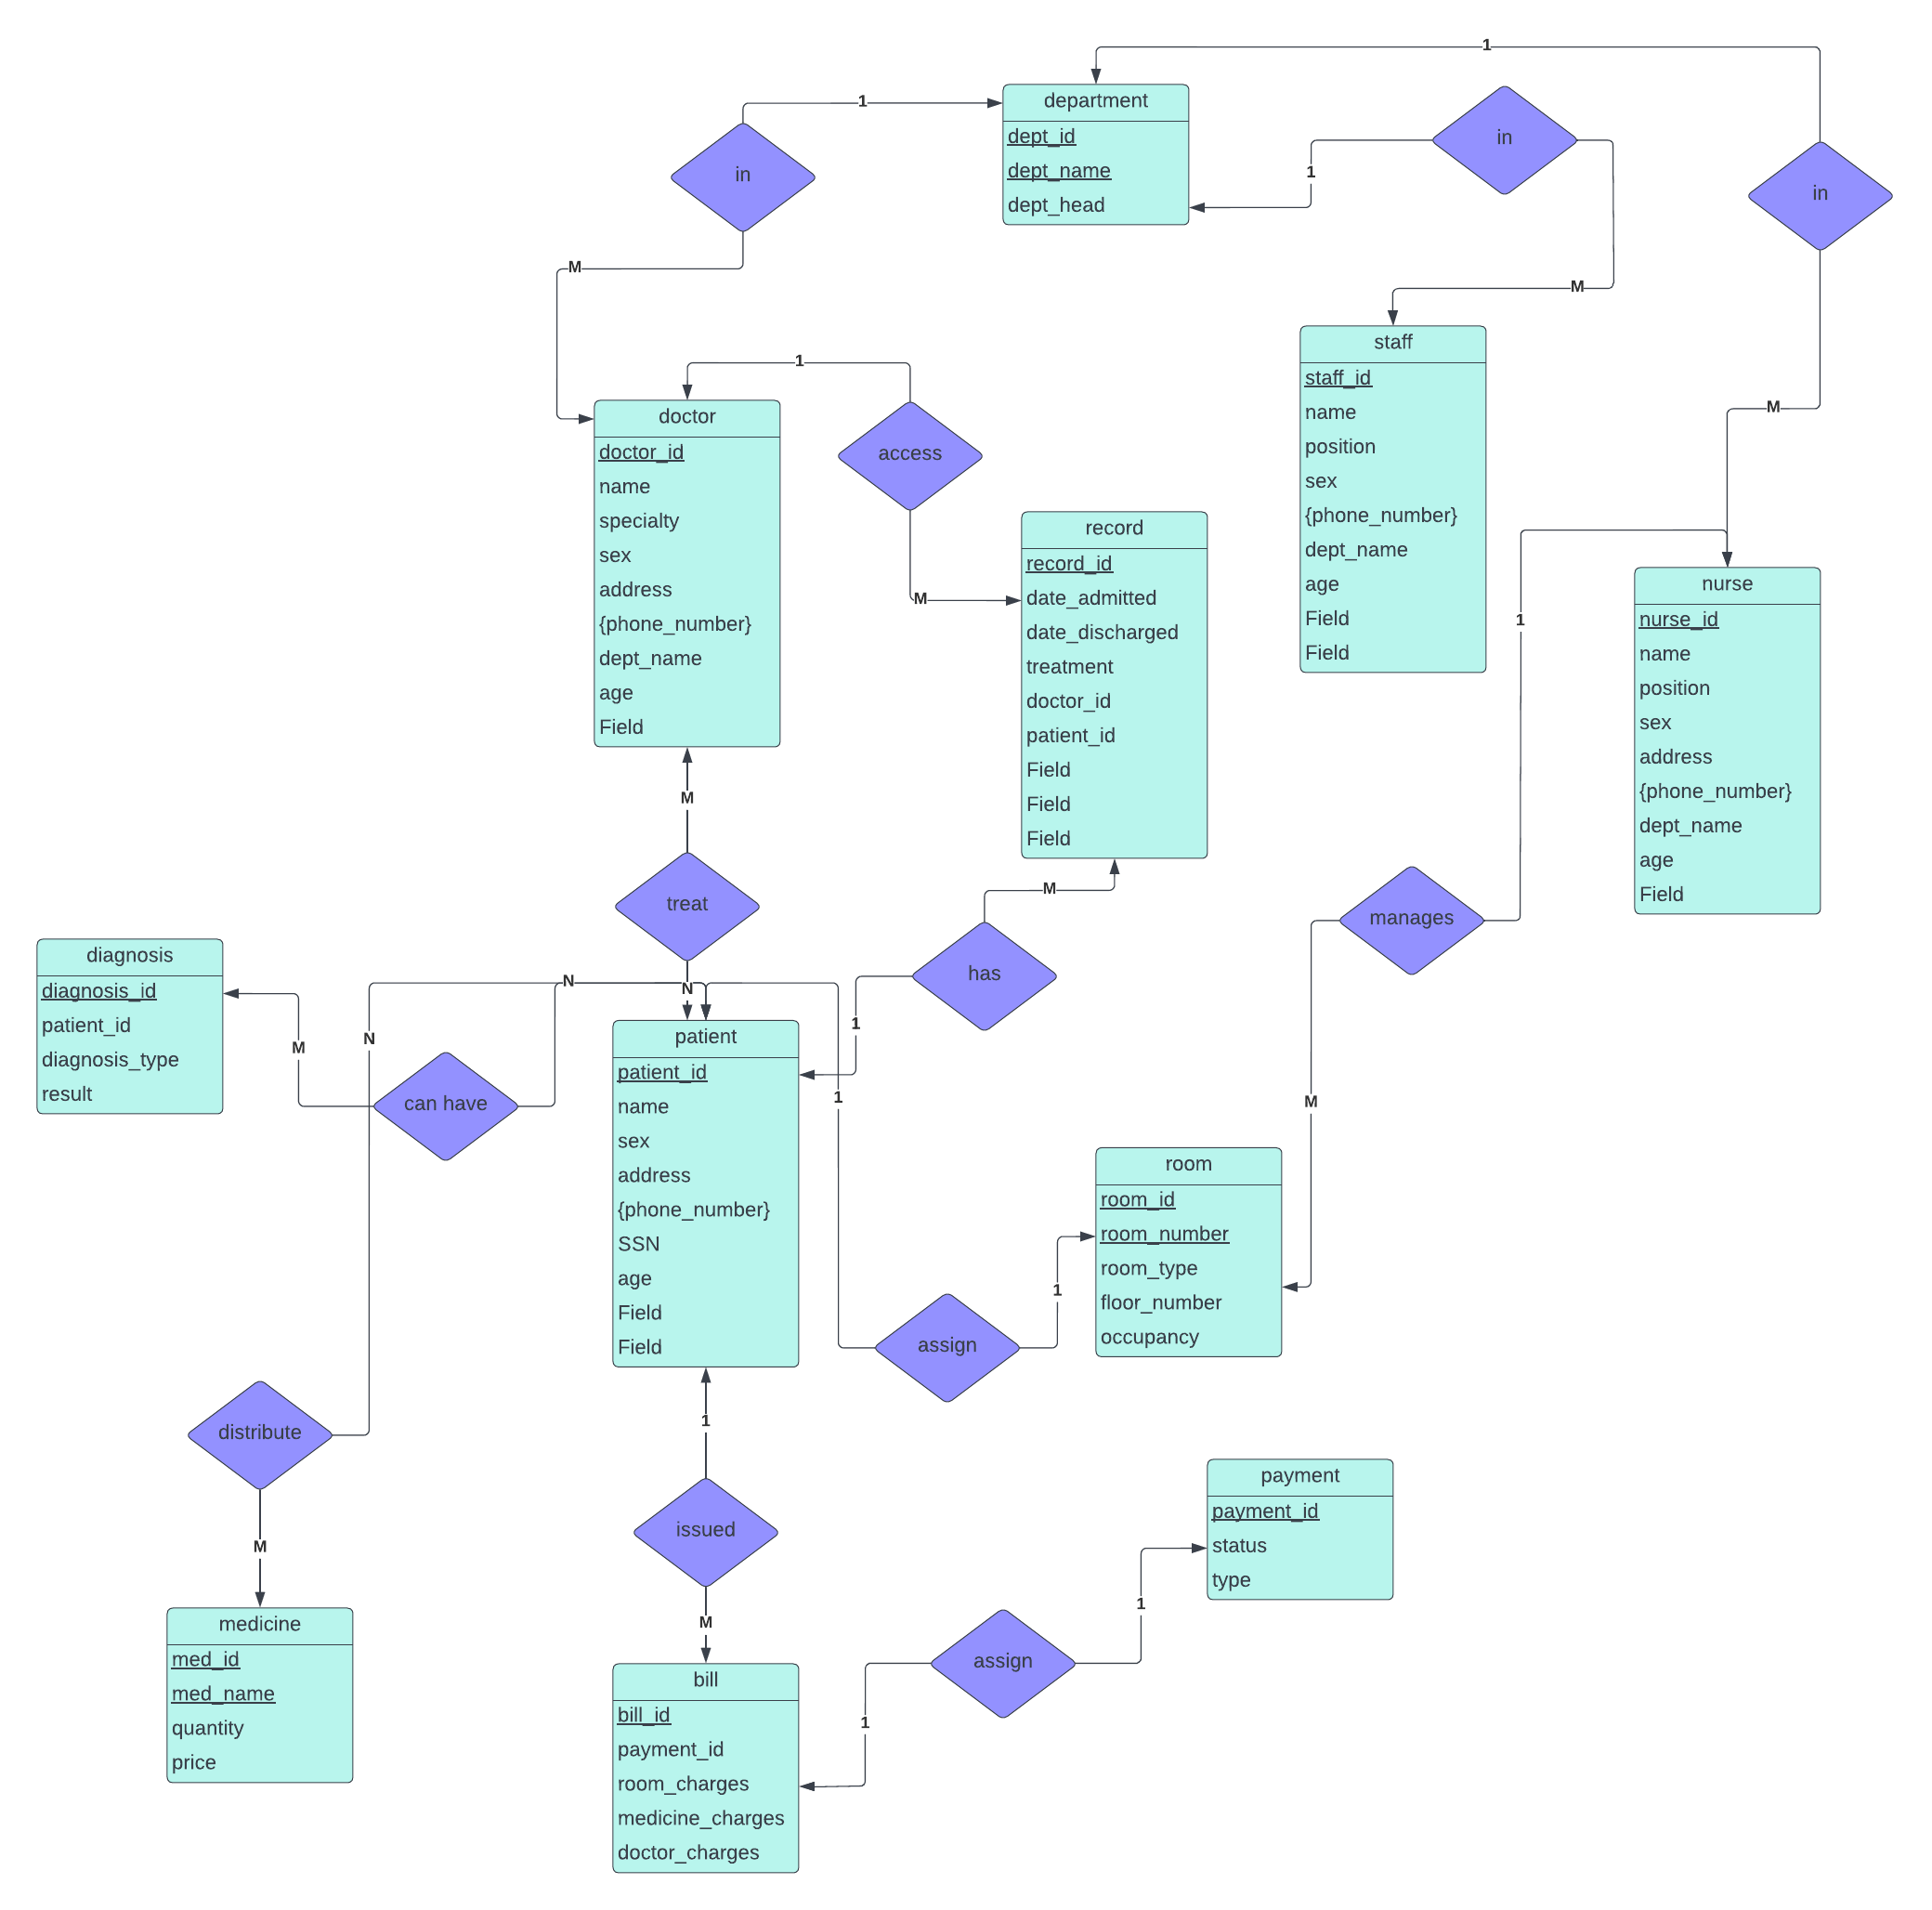 1
department
dept_id
dept_name
dept_head
1
in
in
1
in
M
M
staff
staff_id
name
position
sex
{phone_number}
dept_name
age
Field
Field
1
doctor
doctor_id
name
specialty
sex
address
{phone_number}
dept_name
age
Field
access
M
M
record
record_id
date_admitted
date_discharged
treatment
doctor_id
patient_id
Field
Field
Field
nurse
nurse_id
name
position
sex
address
{phone_number}
dept_name
age
Field
1
M
treat
M
has
manages
diagnosis
diagnosis_id
patient_id
diagnosis_type
result
N
N
N
M
can have
1
1
M
patient
patient_id
name
sex
address
{phone_number}
SSN
age
Field
Field
room
room_id
room_number
room_type
floor_number
occupancy
1
assign
distribute
1
issued
M
M
payment
payment_id
status
type
1
assign
1
medicine
med_id
med_name
quantity
price
bill
bill_id
payment_id
room_charges
medicine_charges
doctor_charges